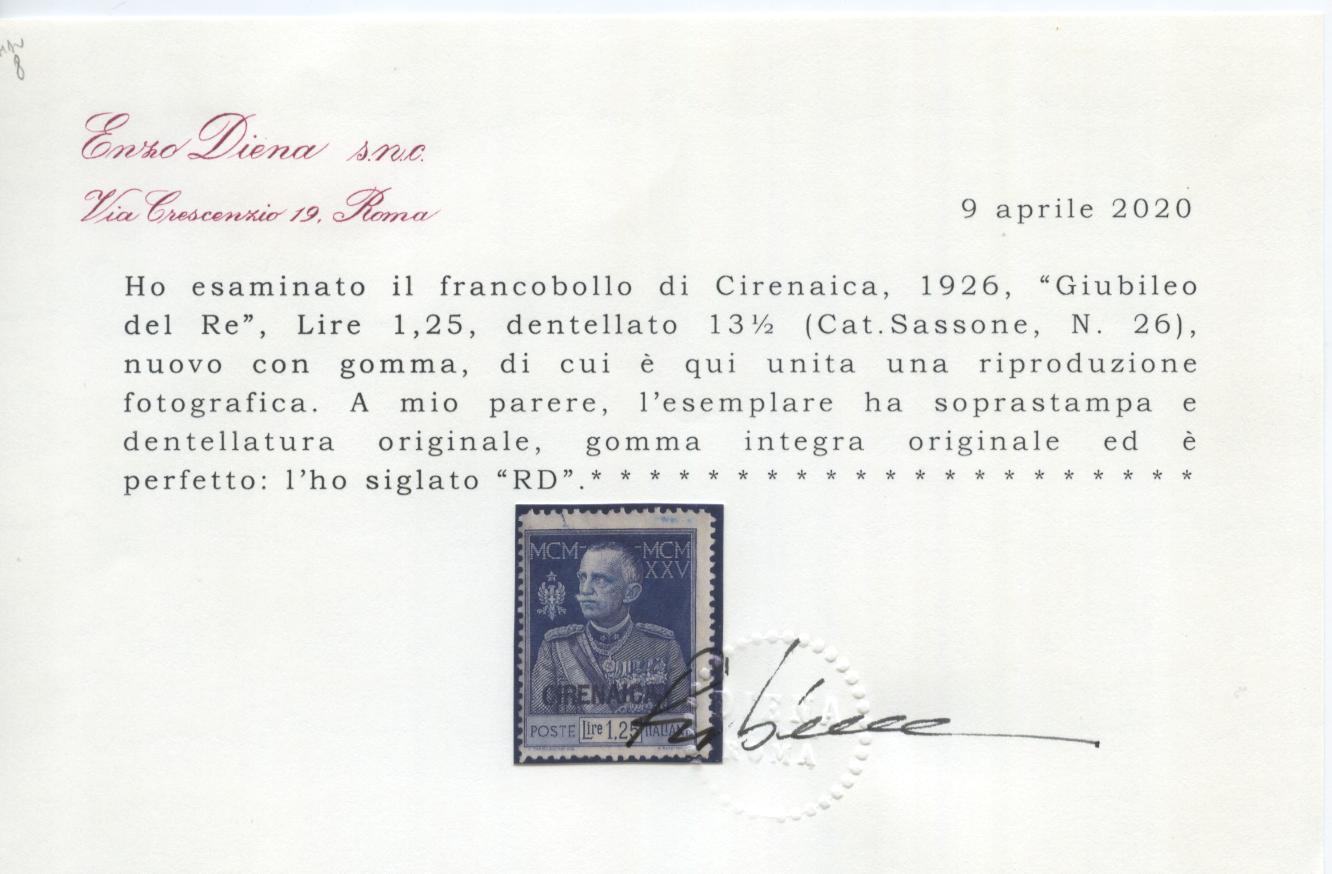 Enzo Diena s.n.c.
Via Crescenzio 19, Roma
9 aprile 2020
Ho esaminato il francobollo di Cirenaica, 1926, “Giubileo
del Re”, Lire 1,25, dentellato 13½ (Cat.Sassone, N. 26),
nuovo con gomma, di cui è qui unita una riproduzione
fotografica. A mio parere, l’esemplare ha soprastampa e
dentellatura originale, gomma integra originale ed è
perfetto: l’ho siglato “RD”.* * * * * * * * * * * * * * * * * * * * *
MCM- -MCM
XXV
CIRENAICA
POSTE Lire 1,25 ITALIANE
DIENA
ROMA